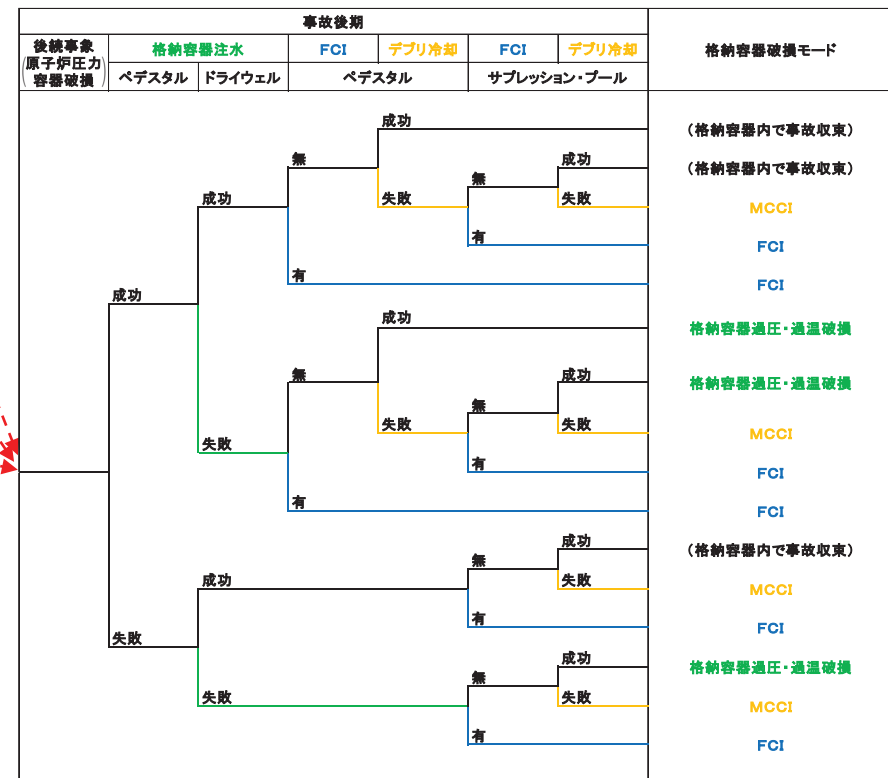 事故後期
後続事象
(原子炉圧力
容器破損)
格納容器注水
FCI
デブリ冷却
FCI
デブリ冷却
格納容器破損モード
ペデスタル
ドライウェル
ペデスタル
サプレッション・プール
成功
(格納容器内で事故収束)
無
成功
(格納容器内で事故収束)
成功
失敗
無
失敗
MCCI
有
FCI
有
FCI
成功
成功
格納容器過圧・過温破損
無
成功
格納容器過圧・過温破損
失敗
無
失敗
MCCI
失敗
有
FCI
有
FCI
成功
(格納容器内で事故収束)
無
成功
失敗
MCCI
有
FCI
失敗
成功
格納容器過圧・過温破損
無
失敗
失敗
MCCI
有
FCI